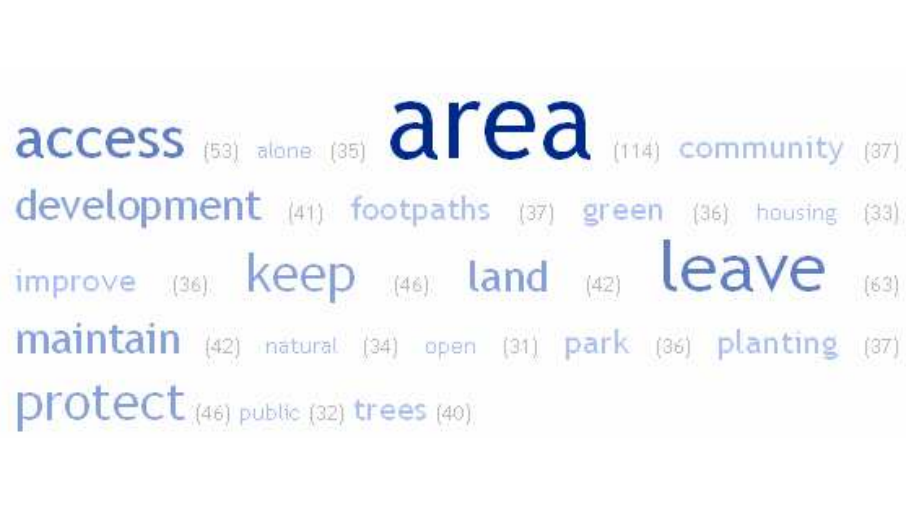 access (53) alone (35) area (114) community (37)
development (41) footpaths (37) green (36) housing (33)
improve (36) keep (46) land (42) leave (63)
maintain (42) natural (34) open (31) park (36) planting (37)
protect (46) public (32) trees (40)